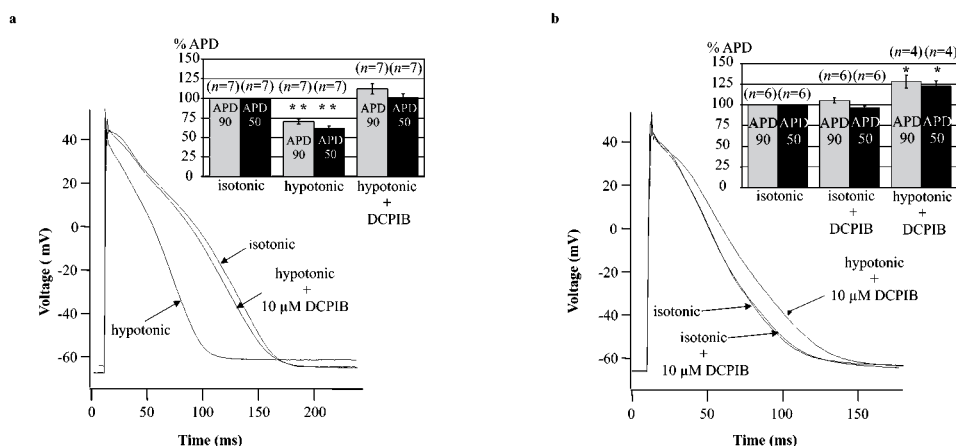 a
% APD
150
125
100
75
50
25
(n=7) (n=7)
(n=7) (n=7)
(n=7) (n=7)
* *
* *
APD
90
APD
50
APD
90
APD
50
APD
90
APD
50
isotonic
hypotonic
hypotonic
+
DCPIB
Voltage ( mV)
40
20
0
-20
-40
-60
isotonic
hypotonic
+
10 µM DCPIB
hypotonic
0
50
100
150
200
Time (ms)
b
% APD
150
125
100
75
50
25
(n=6) (n=6)
(n=6) (n=6)
(n=4) (n=4)
*
*
APD
90
APD
50
APD
90
APD
50
APD
90
APD
50
isotonic
isotonic
+
DCPIB
hypotonic
+
DCPIB
Voltage (mV)
40
20
0
-20
-40
-60
hypotonic
+
10 µM DCPIB
isotonic
isotonic
+
10 µM DCPIB
0
50
100
150
Time (ms)